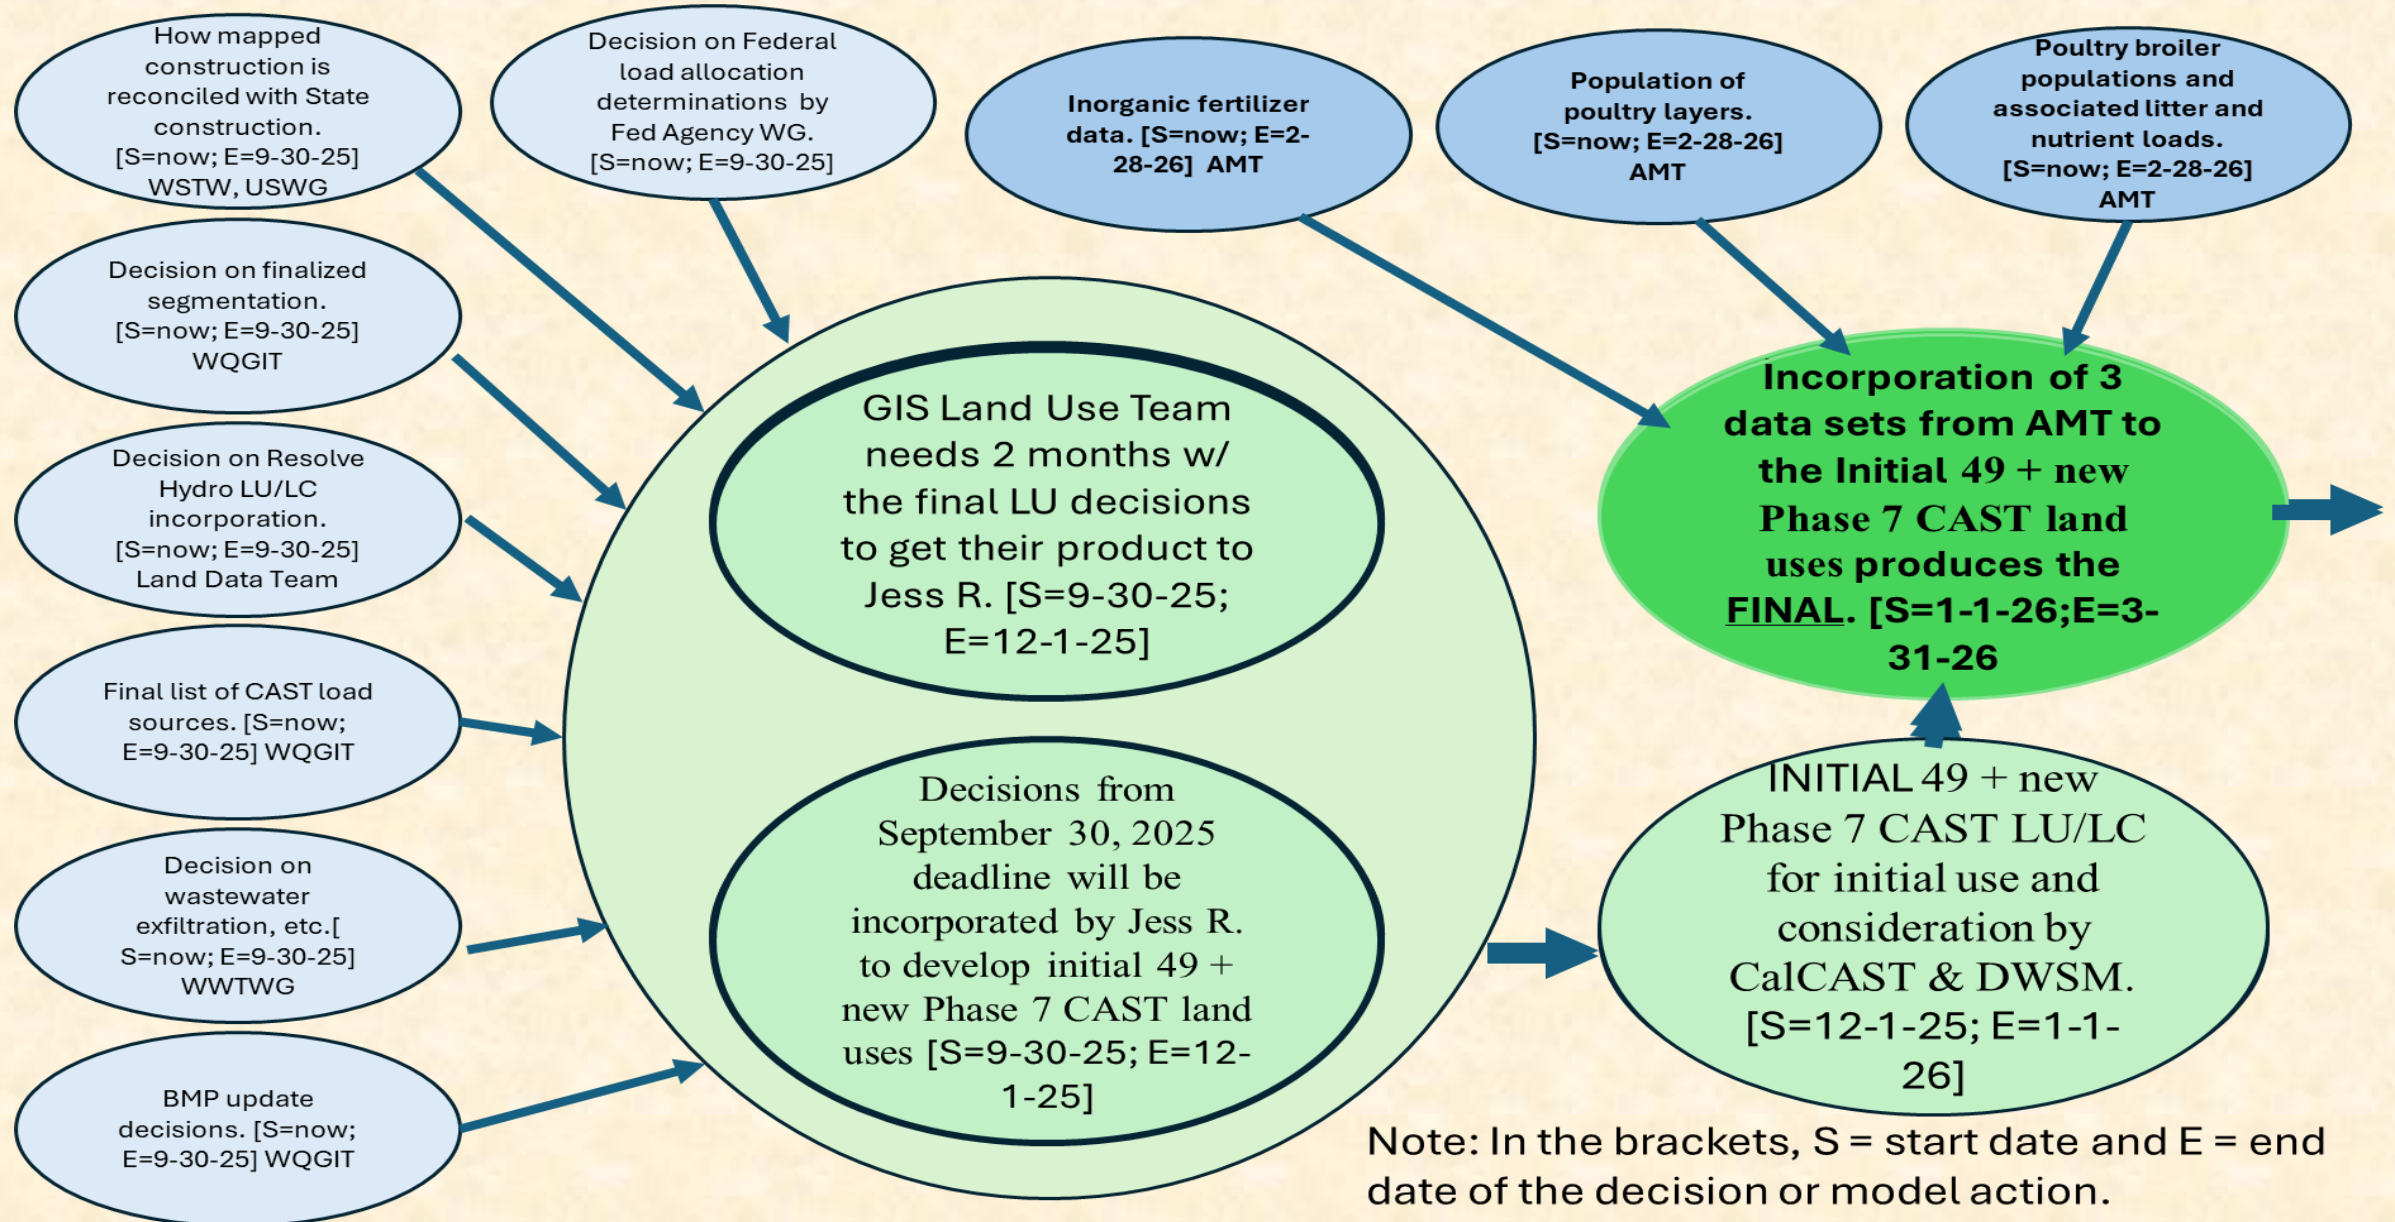 How mapped
construction is
reconciled with State
construction.
[S=now; E=9-30-25]
WSTW, USWG
Decision on Federal
load allocation
determinations by
Fed Agency WG.
[S=now; E=9-30-25]
Inorganic fertilizer
data. [S=now; E=2-
28-26] AMT
Population of
poultry layers.
[S=now; E=2-28-26]
AMT
Poultry broiler
populations and
associated litter and
nutrient loads.
[S=now; E=2-28-26]
AMT
Decision on finalized
segmentation.
[S=now; E=9-30-25]
WQGIT
Decision on Resolve
Hydro LU/LC
incorporation.
[S=now; E=9-30-25]
Land Data Team
Final list of CAST load
sources. [S=now;
E=9-30-25] WQGIT
Decision on
wastewater
exfiltration, etc.[
S=now; E=9-30-25]
WWTWG
BMP update
decisions. [S=now;
E=9-30-25] WQGIT
GIS Land Use Team
needs 2 months w/
the final LU decisions
to get their product to
Jess R. [S=9-30-25;
E=12-1-25]
Decisions from
September 30, 2025
deadline will be
incorporated by Jess R.
to develop initial 49 +
new Phase 7 CAST land
uses [S=9-30-25; E=12-
1-25]
Incorporation of 3
data sets from AMT to
the Initial 49 + new
Phase 7 CAST land
uses produces the
FINAL. [S=1-1-26;E=3-
31-26
INITIAL 49 + new
Phase 7 CAST LU/LC
for initial use and
consideration by
CalCAST & DWSM.
[S=12-1-25; E=1-1-
26]
Note: In the brackets, S = start date and E = end
date of the decision or model action.